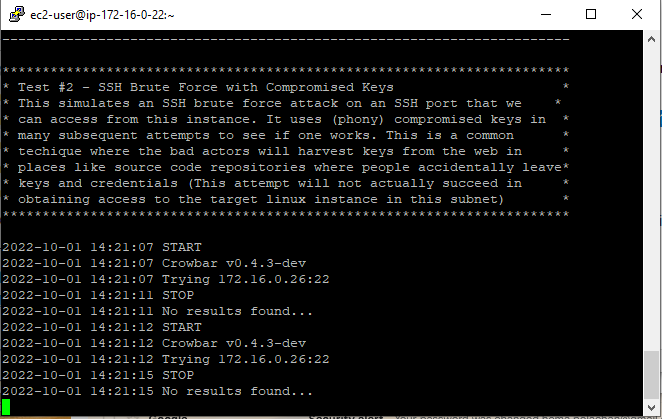 ec2-user@ip-172-16-0-22:~
-----------------------------------------------------------------------
***********************************************************************
* Test #2 - SSH Brute Force with Compromised Keys *
* This simulates an SSH brute force attack on an SSH port that we *
* can access from this instance. It uses (phony) compromised keys in *
* many subsequent attempts to see if one works. This is a common *
* techique where the bad actors will harvest keys from the web in *
* places like source code repositories where people accidentally leave*
* keys and credentials (This attempt will not actually succeed in *
* obtaining access to the target linux instance in this subnet) *
***********************************************************************
2022-10-01 14:21:07 START
2022-10-01 14:21:07 Crowbar v0.4.3-dev
2022-10-01 14:21:07 Trying 172.16.0.26:22
2022-10-01 14:21:11 STOP
2022-10-01 14:21:11 No results found...
2022-10-01 14:21:12 START
2022-10-01 14:21:12 Crowbar v0.4.3-dev
2022-10-01 14:21:12 Trying 172.16.0.26:22
2022-10-01 14:21:15 STOP
2022-10-01 14:21:15 No results found...